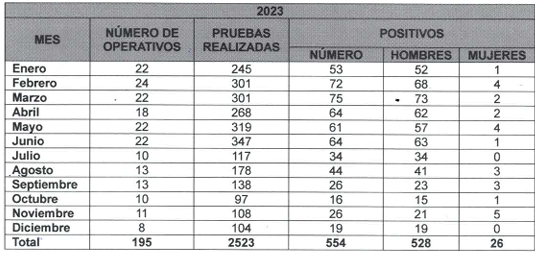 2023
MES NÚMERO DE OPERATIVOS PRUEBAS REALIZADAS POSITIVOS
NÚMERO HOMBRES MUJERES
Enero 22 245 53 52 1
Febrero 24 301 72 68 4
Marzo 22 301 75 73 2
Abril 18 268 64 62 2
Mayo 22 319 61 57 4
Junio 22 347 64 63 1
Julio 10 117 34 34 0
Agosto 13 178 44 41 3
Septiembre 13 138 26 23 3
Octubre 10 97 16 15 1
Noviembre 11 108 26 21 5
Diciembre 8 104 19 19 0
Total 195 2523 554 528 26